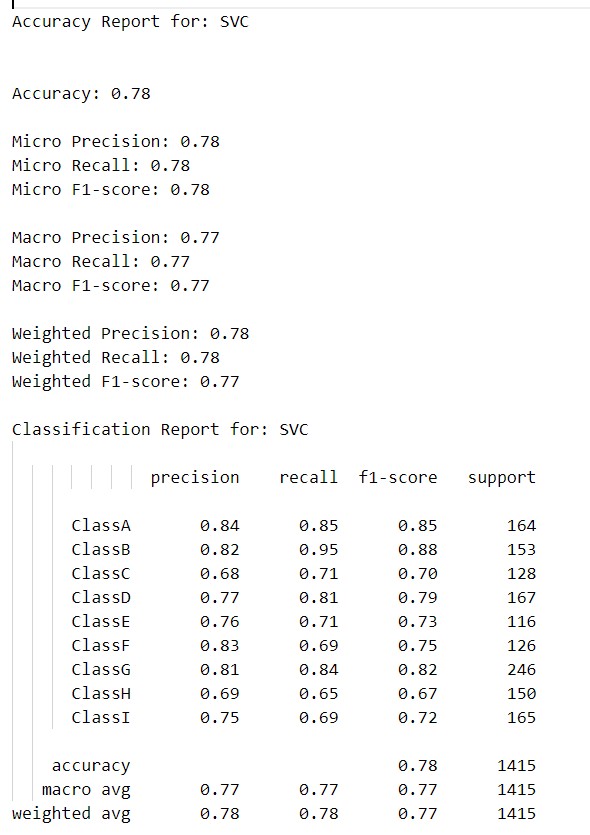 Accuracy Report for: SVC
Accuracy: 0.78
Micro Precision: 0.78
Micro Recall: 0.78
Micro F1-score: 0.78
Macro Precision: 0.77
Macro Recall: 0.77
Macro F1-score: 0.77
Weighted Precision: 0.78
Weighted Recall: 0.78
Weighted F1-score: 0.77
Classification Report for: SVC
precision recall f1-score support
ClassA 0.84 0.85 0.85 164
ClassB 0.82 0.95 0.88 153
ClassC 0.68 0.71 0.70 128
ClassD 0.77 0.81 0.79 167
ClassE 0.76 0.71 0.73 116
ClassF 0.83 0.69 0.75 126
ClassG 0.81 0.84 0.82 246
ClassH 0.69 0.65 0.67 150
ClassI 0.75 0.69 0.72 165
accuracy 0.78 1415
macro avg 0.77 0.77 0.77 1415
weighted avg 0.78 0.78 0.77 1415